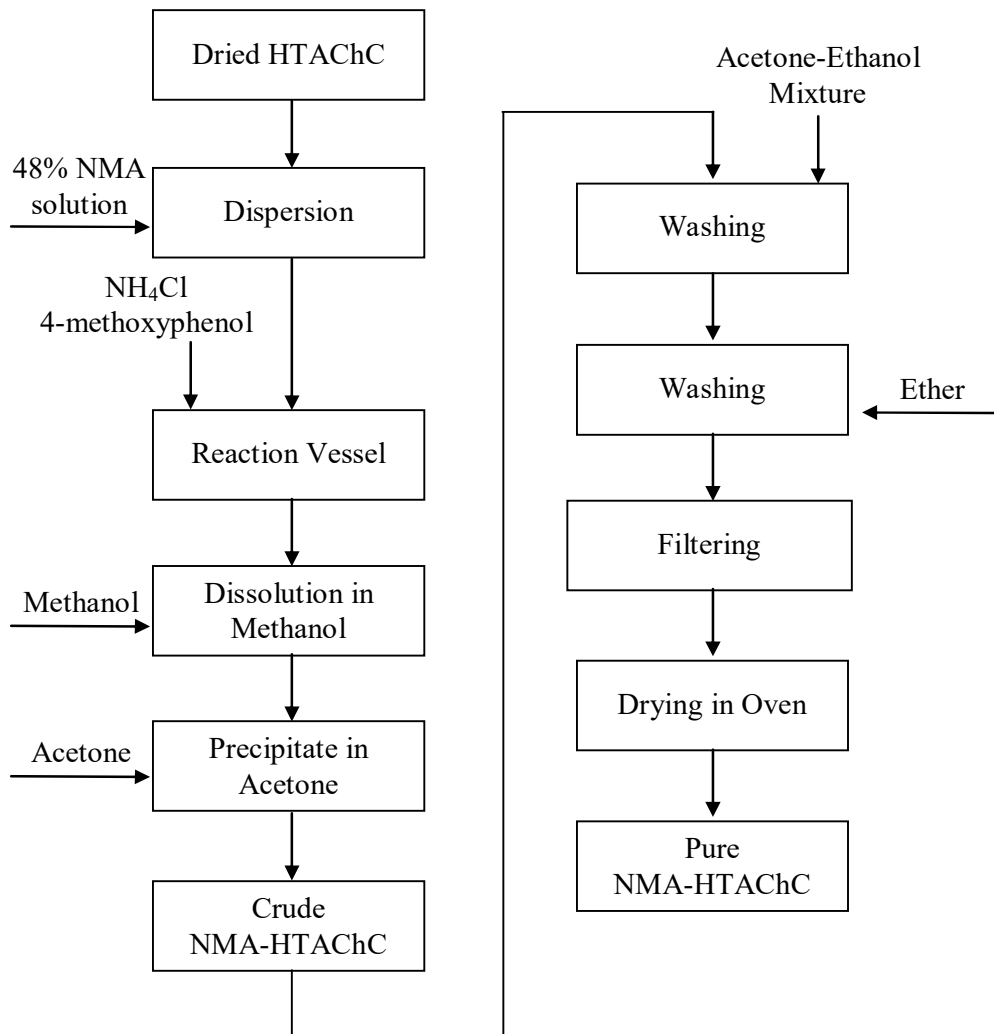 Dried HTAChC
48% NMA
solution
Dispersion
NH₄Cl
4-methoxyphenol
Reaction Vessel
Methanol
Dissolution in
Methanol
Acetone
Precipitate in
Acetone
Crude
NMA-HTAChC
Acetone-Ethanol
Mixture
Washing
Washing
Ether
Filtering
Drying in Oven
Pure
NMA-HTAChC